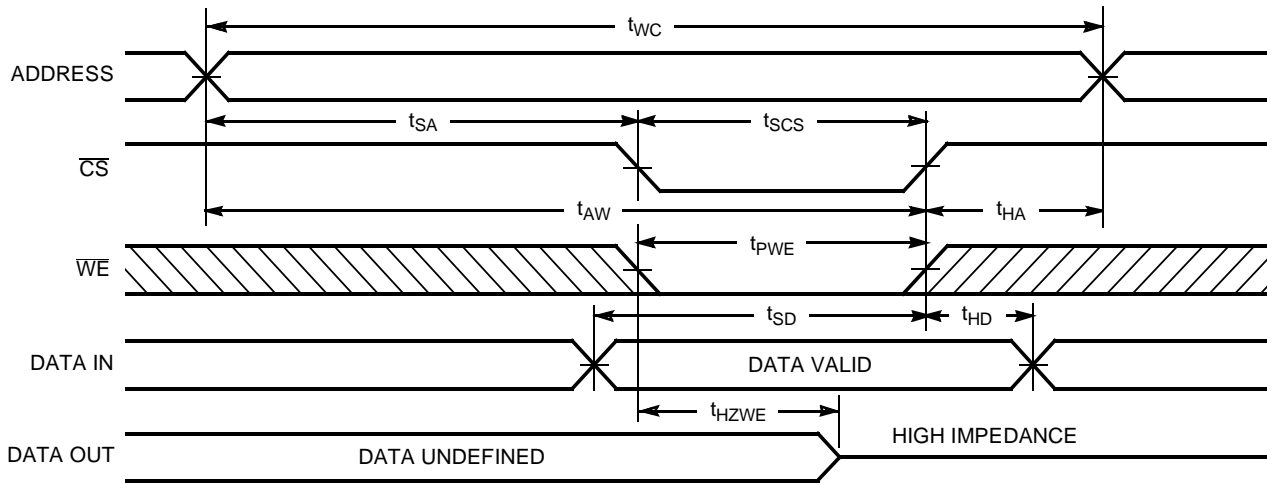 tWC
ADDRESS
tSA
tSCS
CS
tAW
tHA
WE
tPWE
tSD
tHD
DATA IN
DATA VALID
tHZWE
HIGH IMPEDANCE
DATA OUT
DATA UNDEFINED